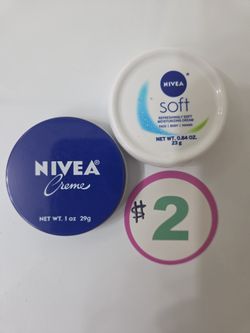 NIVEA
soft
REFRESHINGLY SOFT
MOISTURIZING CREAM
FACE | BODY | HANDS
NET WT. 0.84 OZ.
23 g
NIVEA
Creme
NET WT. 1 oz 29g
#2